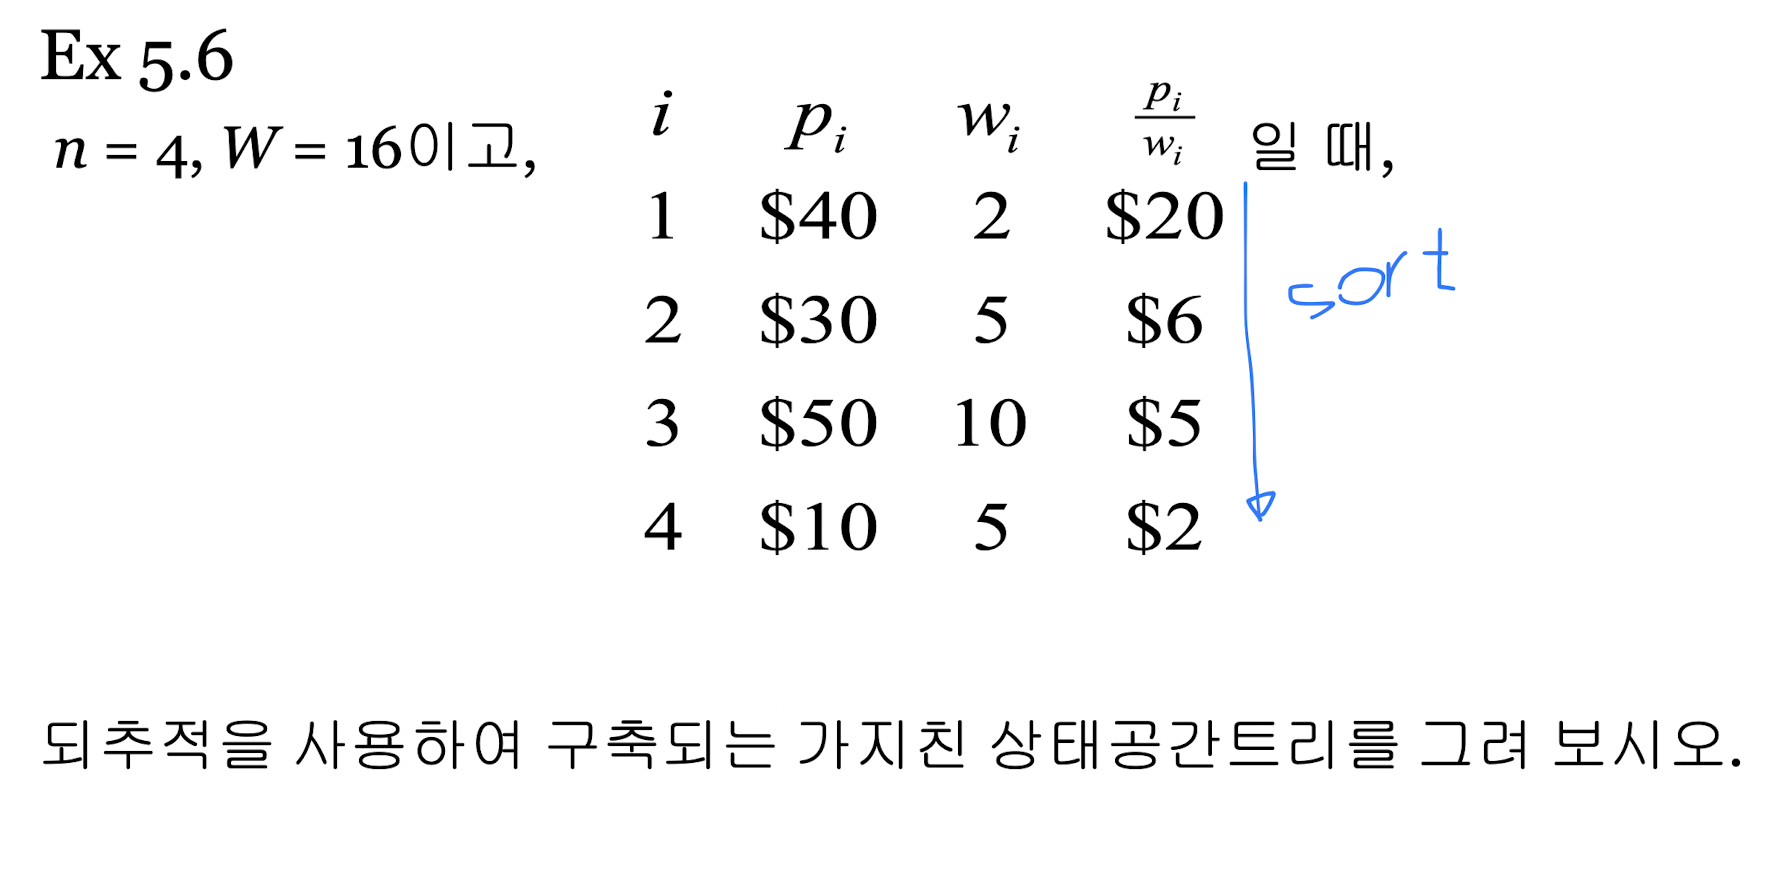 Ex 5.6
n = 4, W = 16이고,
i p_i w_i p_i/w_i 일 때,
1 $40 2 $20
2 $30 5 $6
sort
3 $50 10 $5
4 $10 5 $2
되추적을 사용하여 구축되는 가지친 상태공간트리를 그려 보시오.